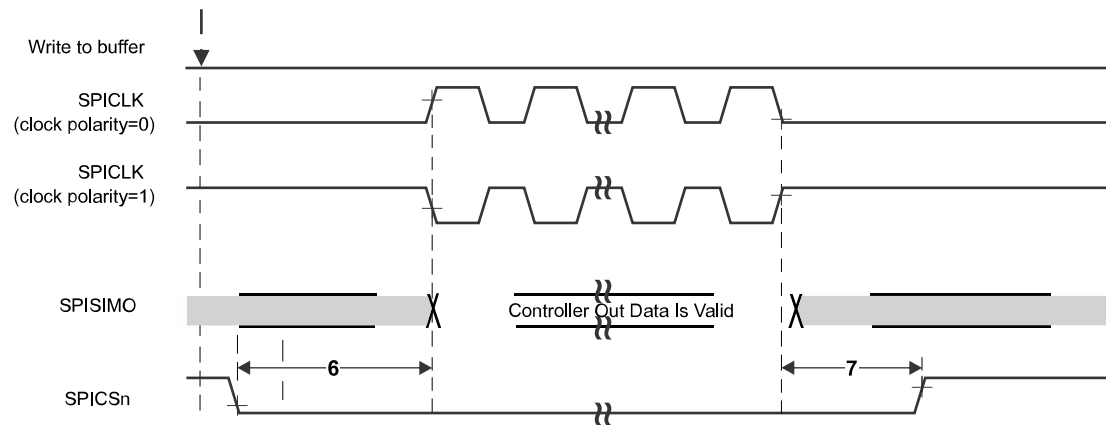 Write to buffer
SPICLK
(clock polarity=0)
SPICLK
(clock polarity=1)
SPISIMO
Controller Out Data Is Valid
6
7
SPICSn